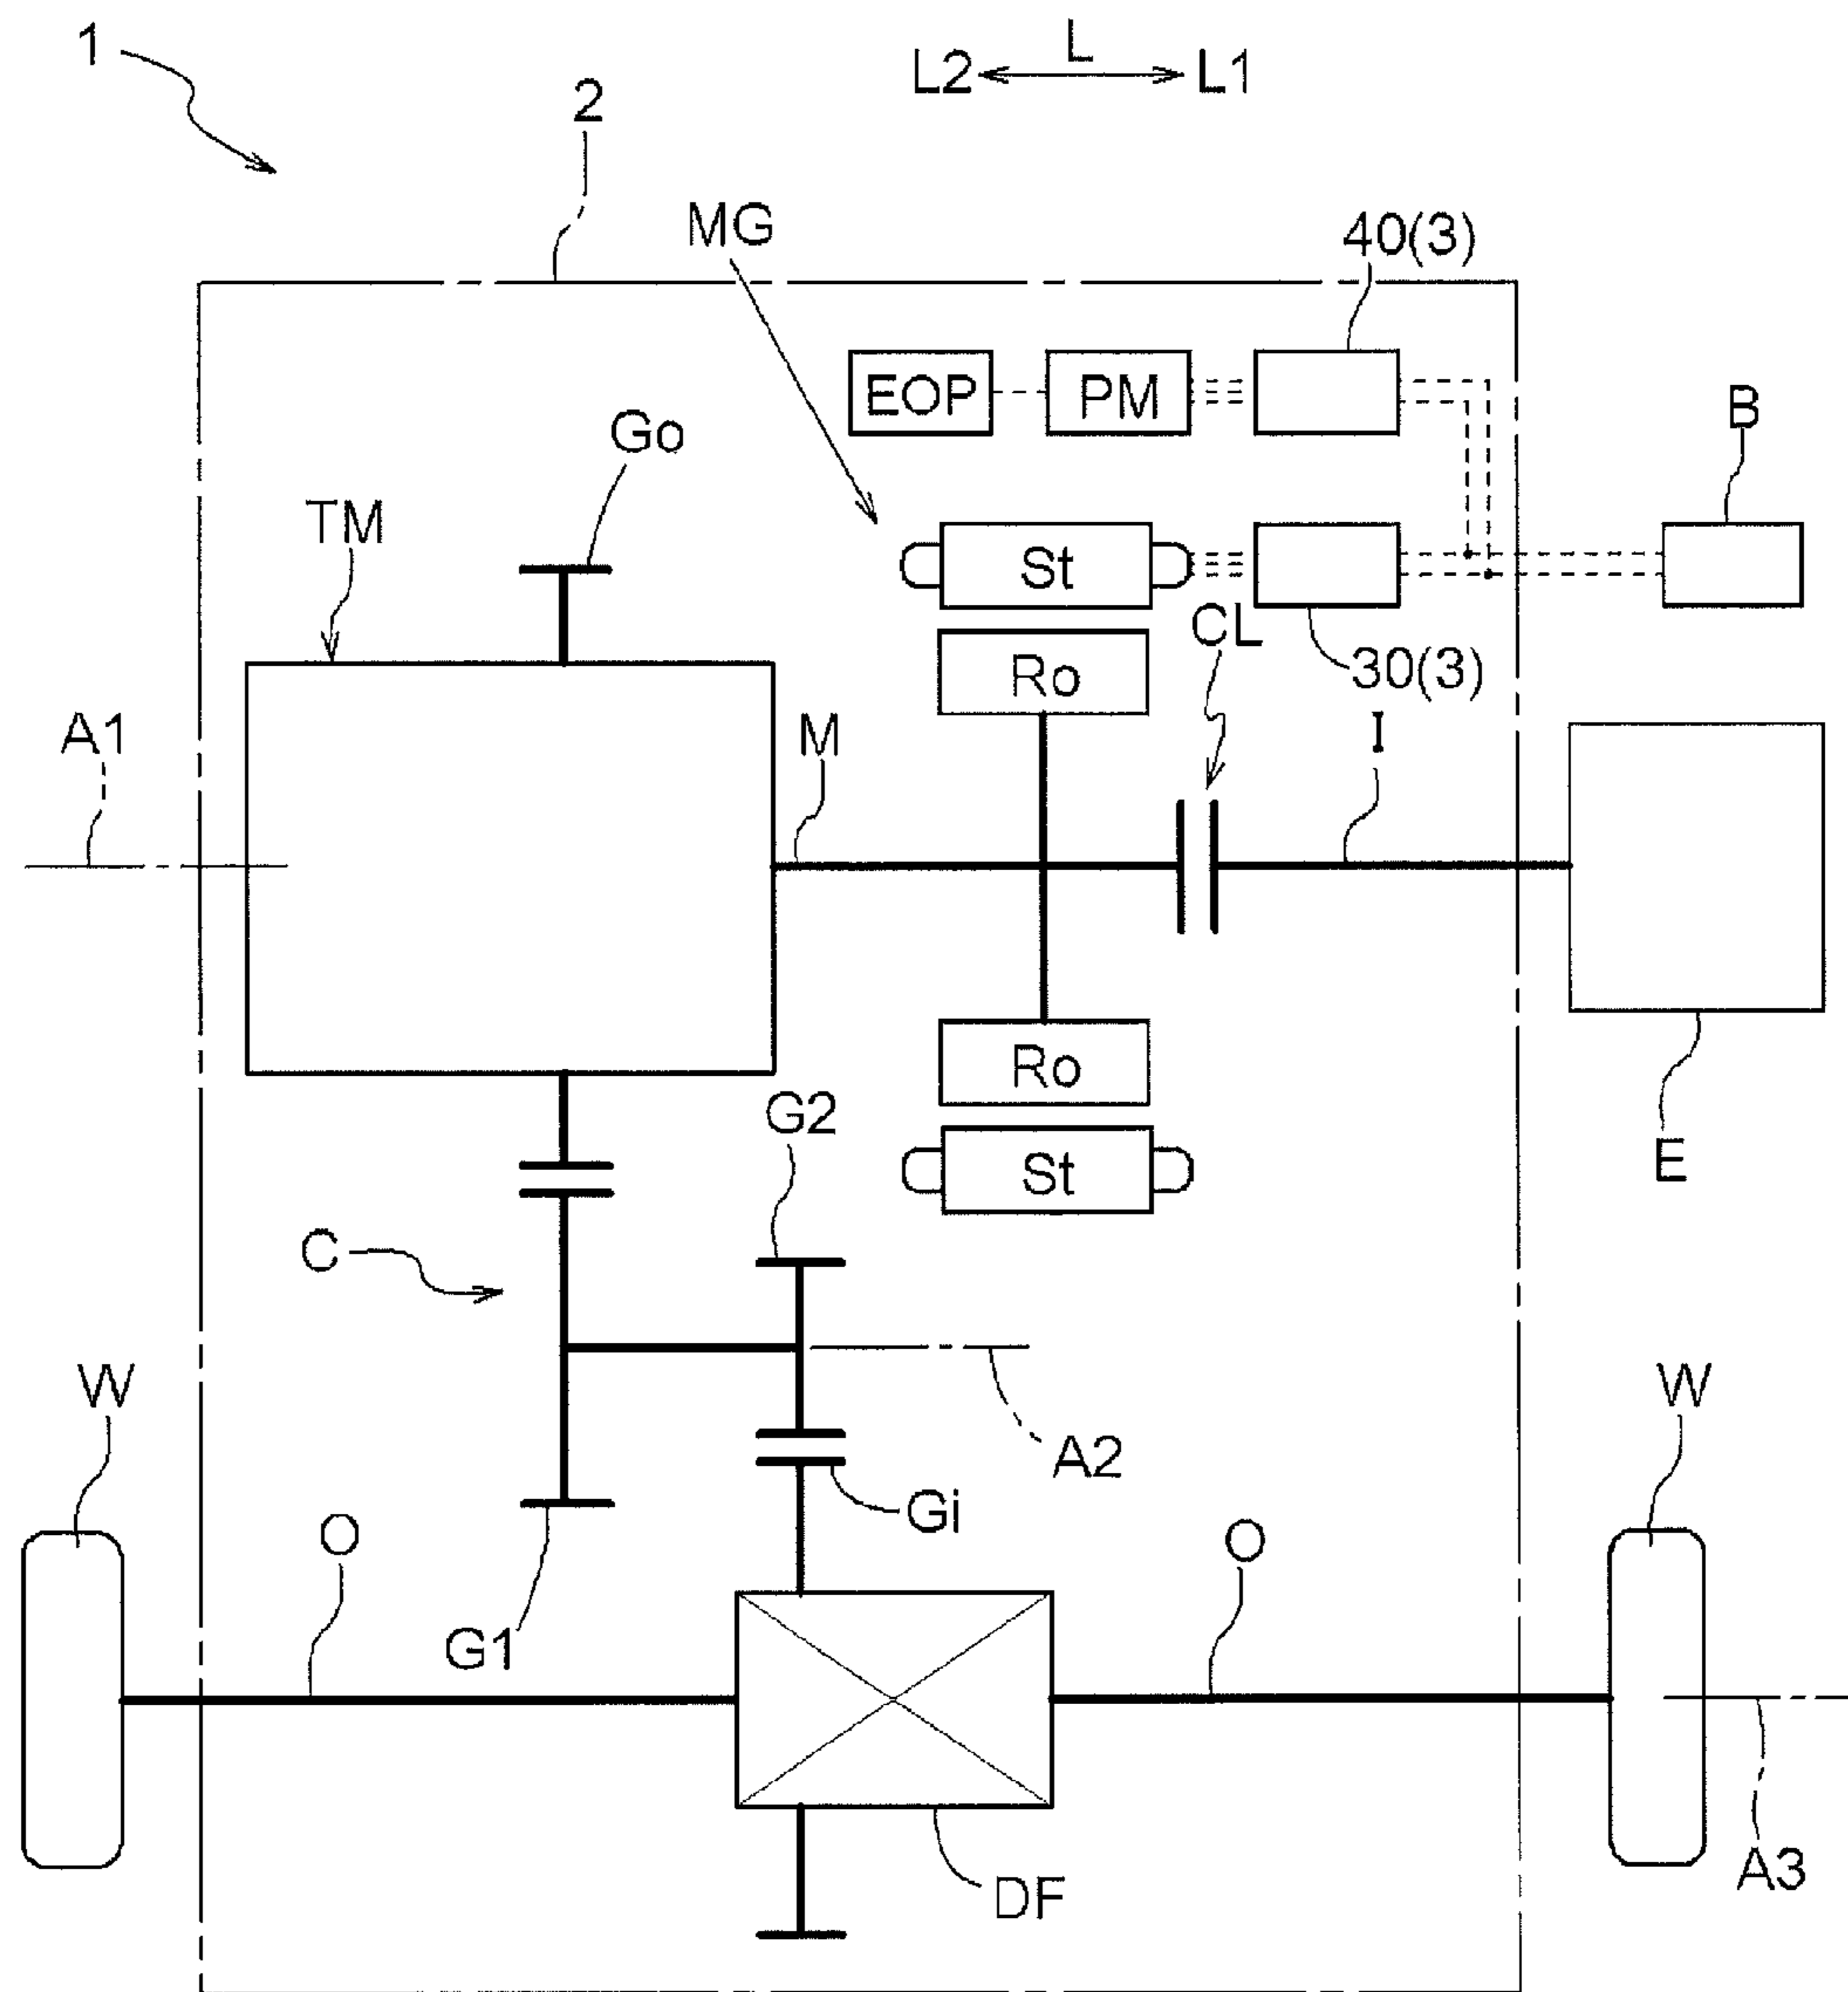 1
L2 L L1
2
MG
40(3)
EOP PM
B
Go
TM
St
CL
Ro
30(3)
A1
M
I
Ro
G2
E
St
C
W
W
A2
Gi
O
O
G1
DF
A3